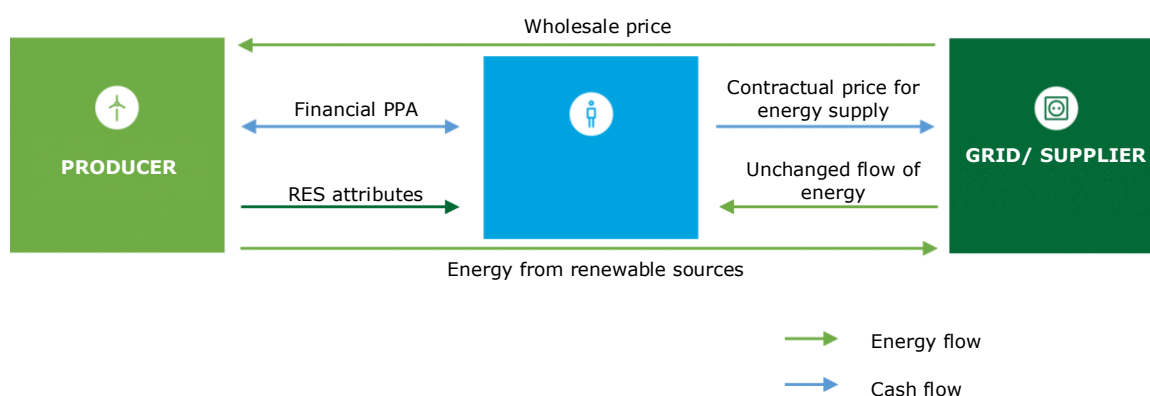 Wholesale price
Financial PPA
Contractual price for
energy supply
PRODUCER
GRID/ SUPPLIER
RES attributes
Unchanged flow of
energy
Energy from renewable sources
Energy flow
Cash flow